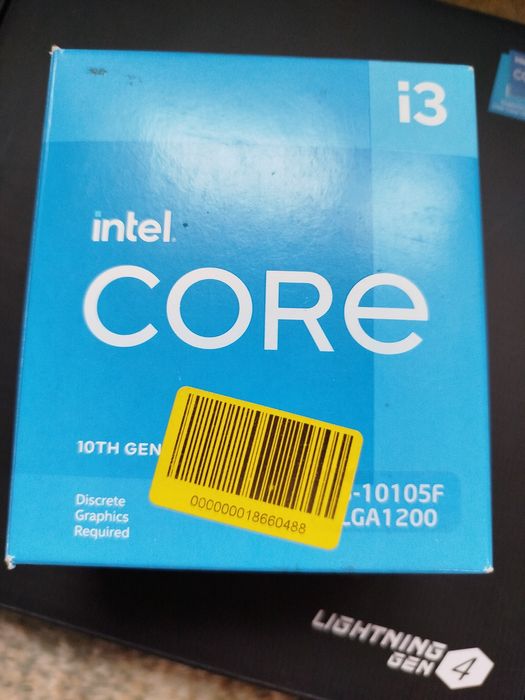 i3
intel.
CORE
10TH GEN
000000018660488
-10105F
LGA1200
Discrete
Graphics
Required
LIGHTNING
GEN 4